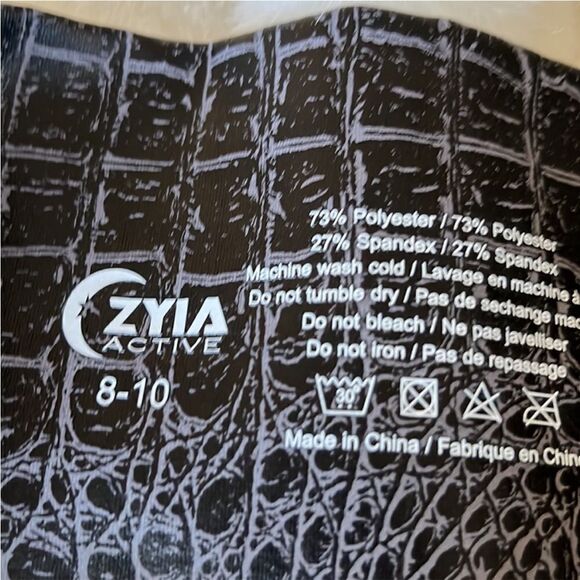 73% Polyester / 73% Polyester
27% Spandex / 27% Spandex
Machine wash cold / Lavage en machine
Do not tumble dry / Pas de sechange
Do not bleach / Ne pas javelliser
Do not iron / Pas de repassage
30°
Made in China / Fabrique en Chine
ZYIA
ACTIVE
8-10